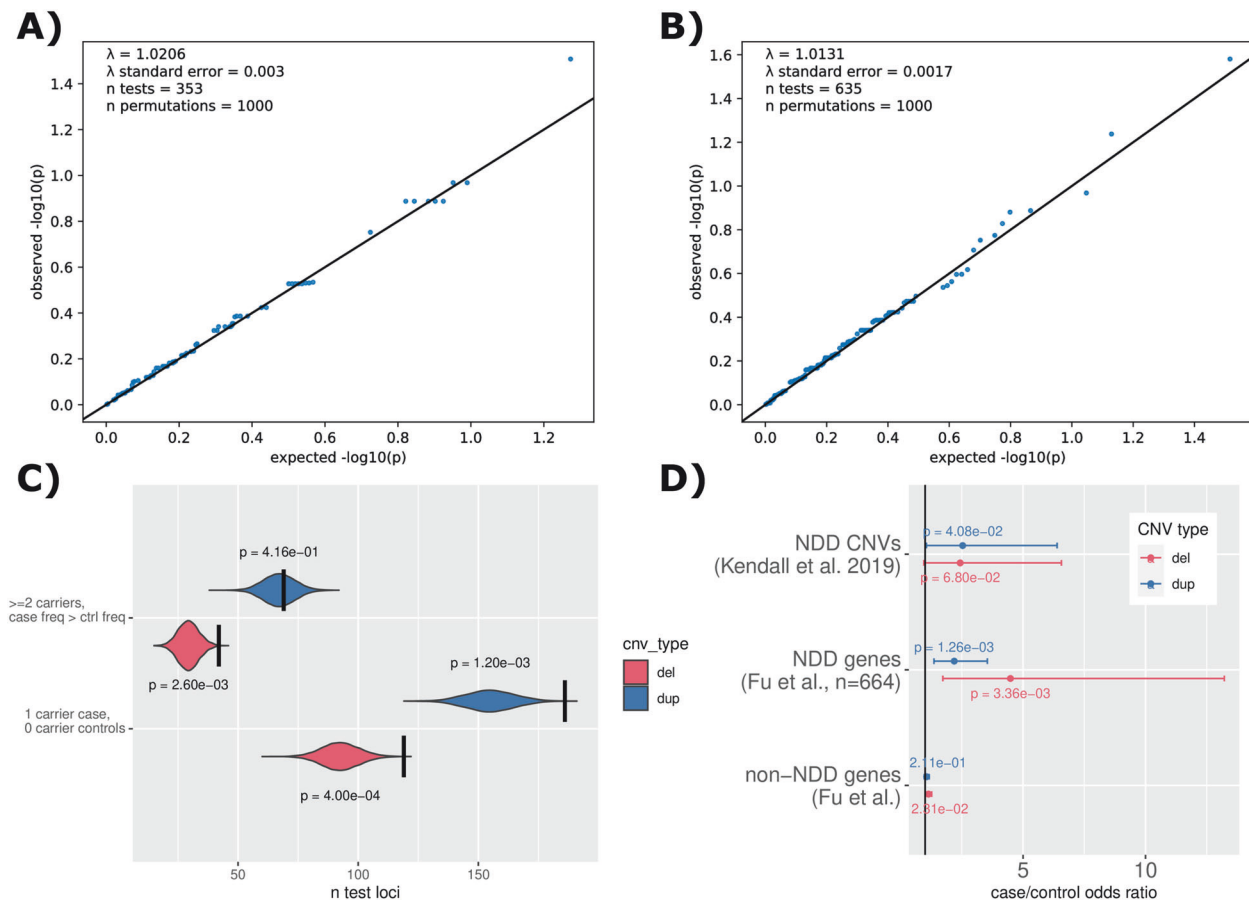 A)
λ = 1.0206
λ standard error = 0.003
n tests = 353
n permutations = 1000
1.4
1.2
1.0
0.8
0.6
0.4
0.2
0.0
observed -log10(p)
0.0 0.2 0.4 0.6 0.8 1.0 1.2
expected -log10(p)
B)
λ = 1.0131
λ standard error = 0.0017
n tests = 635
n permutations = 1000
1.6
1.4
1.2
1.0
0.8
0.6
0.4
0.2
0.0
observed -log10(p)
0.0 0.2 0.4 0.6 0.8 1.0 1.2 1.4
expected -log10(p)
C)
p = 4.16e−01
>=2 carriers,
case freq > ctrl freq
p = 2.60e−03
p = 1.20e−03
1 carrier case,
0 carrier controls
p = 4.00e−04
50 100 150
n test loci
cnv_type
del
dup
D)
NDD CNVs
(Kendall et al. 2019)
p = 4.08e−02
p = 6.80e−02
NDD genes
(Fu et al., n=664)
p = 1.26e−03
p = 3.36e−03
non−NDD genes
(Fu et al.)
2.11e−01
2.31e−02
5 10
case/control odds ratio
CNV type
del
dup